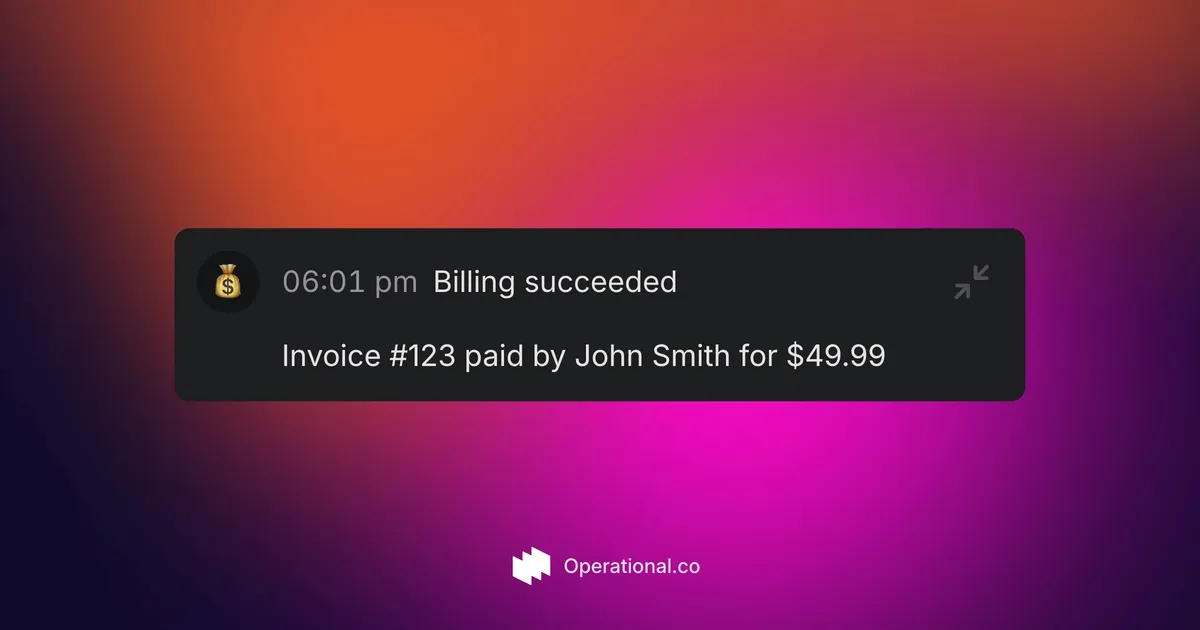 06:01 pm Billing succeeded
Invoice #123 paid by John Smith for $49.99
Operational.co